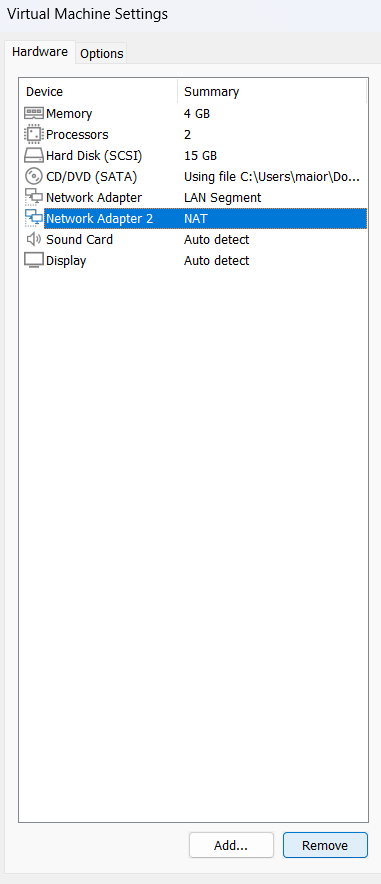 Virtual Machine Settings
Hardware Options
Device Summary
Memory 4 GB
Processors 2
Hard Disk (SCSI) 15 GB
CD/DVD (SATA) Using file C:\Users\maior\Do...
Network Adapter LAN Segment
Network Adapter 2 NAT
Sound Card Auto detect
Display Auto detect
Add... Remove